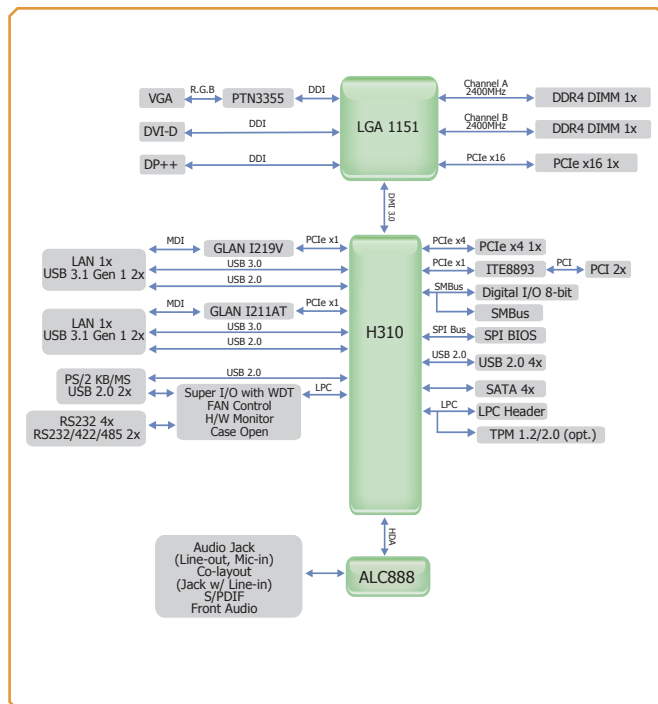 VGA
R.G.B
PTN3355
DDI
DVI-D
DDI
DP++
DDI
LGA 1151
Channel A
2400MHz
DDR4 DIMM 1x
Channel B
2400MHz
DDR4 DIMM 1x
PCIe x16
PCIe x16 1x
DMI 3.0
LAN 1x
USB 3.1 Gen 1 2x
MDI
GLAN I219V
PCIe x1
USB 3.0
USB 2.0
LAN 1x
USB 3.1 Gen 1 2x
MDI
GLAN I211AT
PCIe x1
USB 3.0
USB 2.0
PS/2 KB/MS
USB 2.0 2x
USB 2.0
Super I/O with WDT
FAN Control
H/W Monitor
Case Open
LPC
RS232 4x
RS232/422/485 2x
H310
PCIe x4
PCIe x4 1x
PCIe x1
ITE8893
PCI
PCI 2x
SMBus
Digital I/O 8-bit
SMBus
SPI Bus
SPI BIOS
USB 2.0
USB 2.0 4x
SATA 4x
LPC
LPC Header
TPM 1.2/2.0 (opt.)
HDA
Audio Jack
(Line-out, Mic-in)
Co-layout
(Jack w/ Line-in)
S/PDIF
Front Audio
ALC888